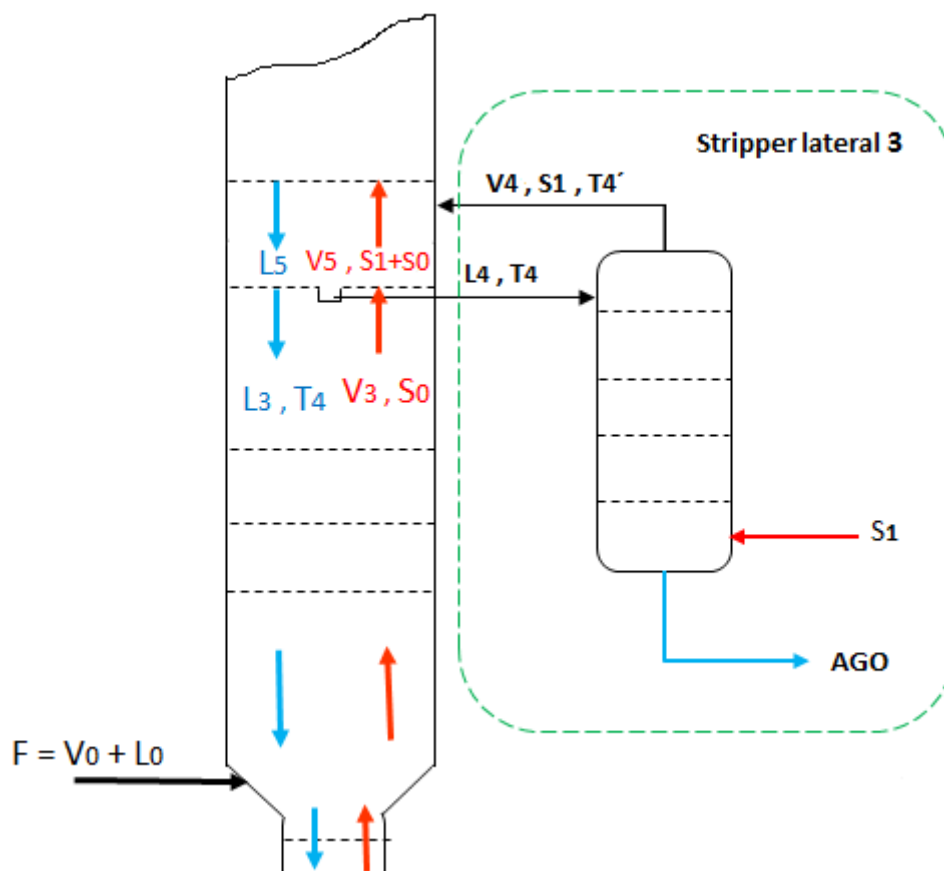 Stripper lateral 3
V4 , S1 , T4´
L5 V5 , S1+S0
L4 , T4
L3 , T4 V3 , S0
S1
AGO
F = V0 + L0